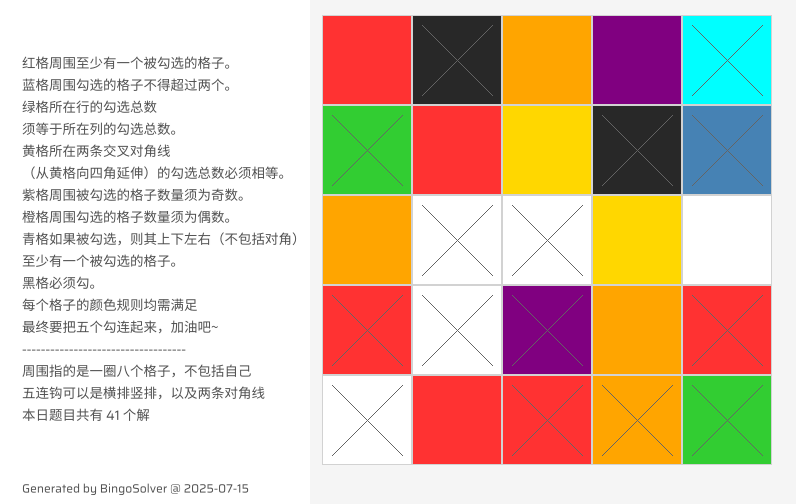 红格周围至少有一个被勾选的格子。
蓝格周围勾选的格子不得超过两个。
绿格所在行的勾选总数
须等于所在列的勾选总数。
黄格所在两条交叉对角线
（从黄格向四角延伸）的勾选总数必须相等。
紫格周围被勾选的格子数量须为奇数。
橙格周围勾选的格子数量须为偶数。
青格如果被勾选，则其上下左右（不包括对角）
至少有一个被勾选的格子。
黑格必须勾。
每个格子的颜色规则均需满足
最终要把五个勾连起来，加油吧~
-----------------------------------
周围指的是一圈八个格子，不包括自己
五连钩可以是横排竖排，以及两条对角线
本日题目共有 41 个解
Generated by BingoSolver @ 2025-07-15